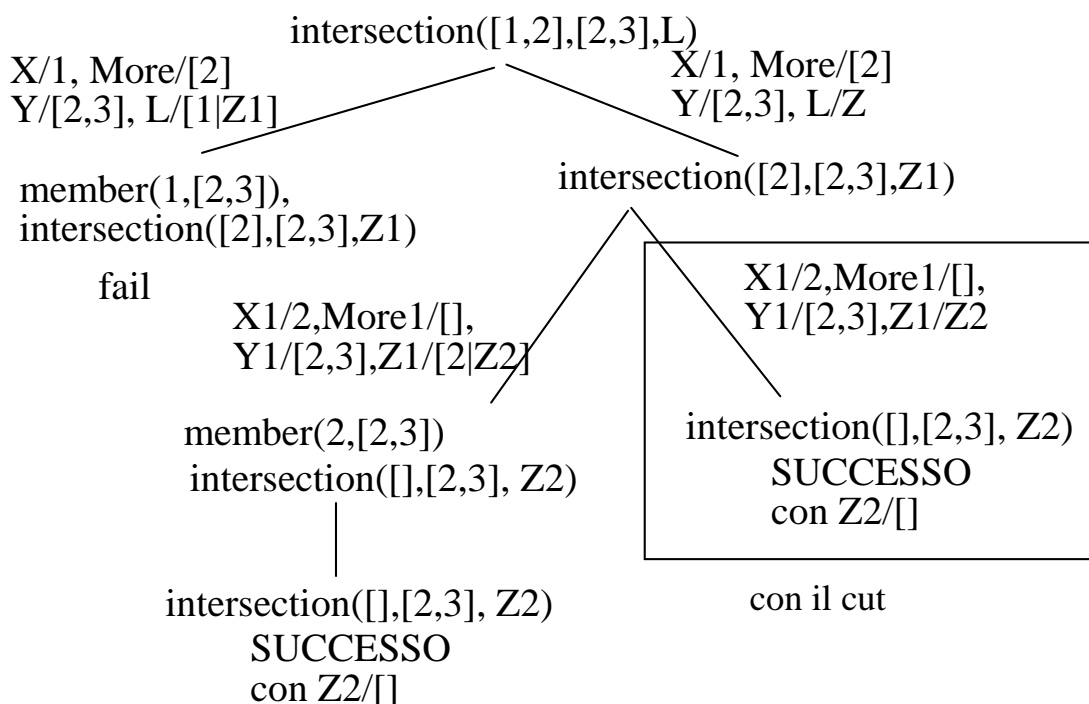 intersection([1,2],[2,3],L)
X/1, More/[2]
Y/[2,3], L/[1|Z1]
X/1, More/[2]
Y/[2,3], L/Z
member(1,[2,3]),
intersection([2],[2,3],Z1)
fail
intersection([2],[2,3],Z1)
X1/2,More1/[],
Y1/[2,3],Z1/[2|Z2]
X1/2,More1/[],
Y1/[2,3],Z1/Z2
member(2,[2,3])
intersection([],[2,3], Z2)
intersection([],[2,3], Z2)
SUCCESSO
con Z2/[]
intersection([],[2,3], Z2)
SUCCESSO
con Z2/[]
con il cut